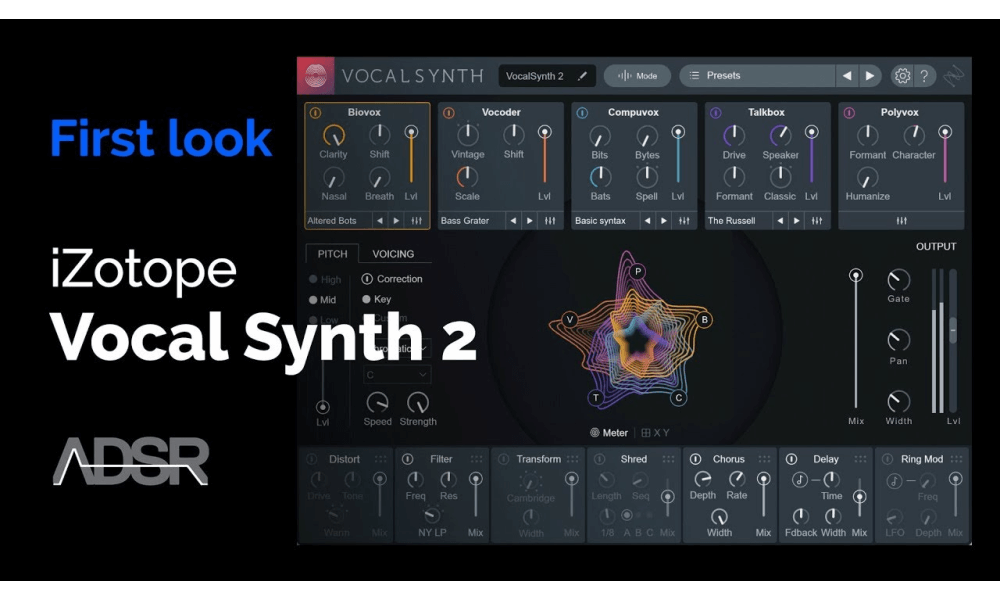 First look
iZotope
Vocal Synth 2
ADSR
VOCALSYNTH
VocalSynth 2
Mode
Presets
?
Biovox
Clarity Shift
Nasal Breath Lvl
Altered Bots
Vocoder
Vintage Shift
Scale Lvl
Bass Grater
Compuvox
Bits Bytes
Bats Spell Lvl
Basic syntax
Talkbox
Drive Speaker
Formant Classic Lvl
The Russell
Polyvox
Formant Character
Humanize Lvl
PITCH VOICING
High
Mid
Low
Lvl
Correction
Key
C
Speed Strength
P
V
B
T
C
Meter
X Y
OUTPUT
Gate
Pan
Mix Width Lvl
Distort
Drive Tone
Warm Mix
Filter
Freq Res
NY LP Mix
Transform
Cambridge
Width Mix
Shred
Length Seq
1/8 A B C Mix
Chorus
Depth Rate
Width Mix
Delay
Time
Fdback Width Mix
Ring Mod
Freq
LFO Depth Mix